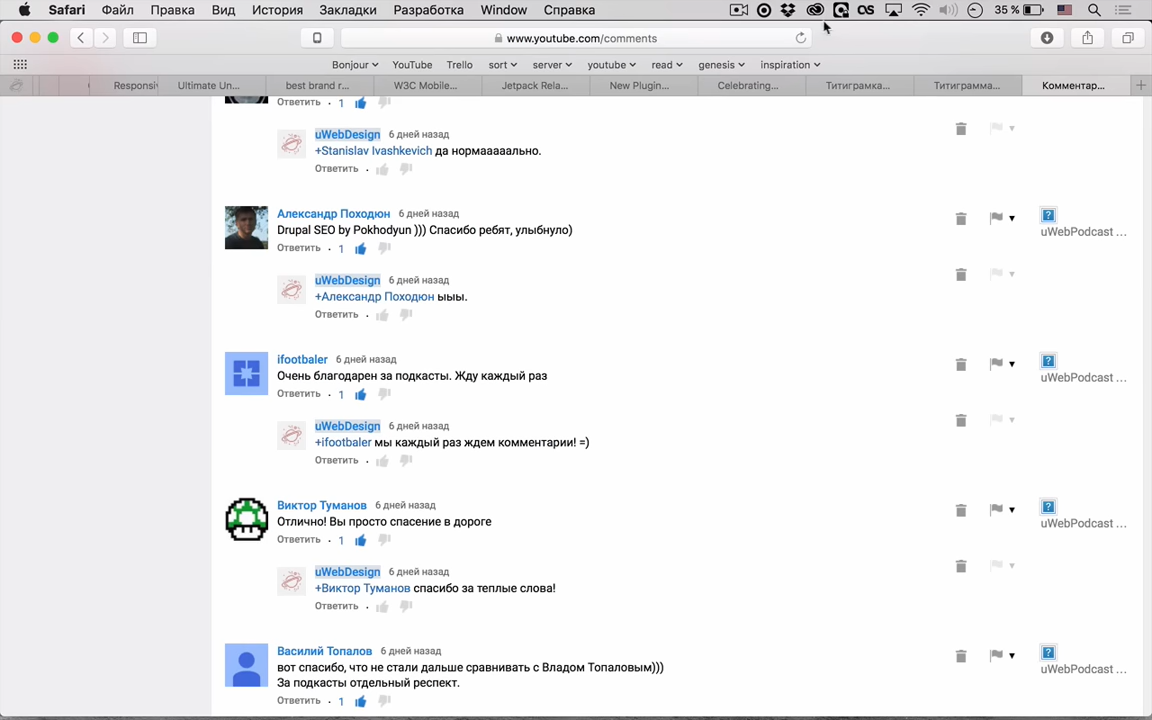 Safari Файл Правка Вид История Закладки Разработка Window Справка 35 %
www.youtube.com/comments
Bonjour YouTube Trello sort server youtube read genesis inspiration
Responsiv Ultimate Un... best brand r... W3C Mobile... Jetpack Rela... New Plugin... Celebrating... Титиграмка... Титиграмма... Комментар...
Ответить · 1
uWebDesign 6 дней назад
+Stanislav Ivashkevich да нормааааально.
Ответить ·
Александр Походюн 6 дней назад
Drupal SEO by Pokhodyun ))) Спасибо ребят, улыбнуло)
uWebPodcast ...
Ответить · 1
uWebDesign 6 дней назад
+Александр Походюн ыыы.
Ответить ·
ifootbaler 6 дней назад
Очень благодарен за подкасты. Жду каждый раз
uWebPodcast ...
Ответить · 1
uWebDesign 6 дней назад
+ifootbaler мы каждый раз ждем комментарии! =)
Ответить ·
Виктор Туманов 6 дней назад
Отлично! Вы просто спасение в дороге
uWebPodcast ...
Ответить · 1
uWebDesign 6 дней назад
+Виктор Туманов спасибо за теплые слова!
Ответить ·
Василий Топалов 6 дней назад
вот спасибо, что не стали дальше сравнивать с Владом Топаловым)))
uWebPodcast ...
За подкасты отдельный респект.
Ответить · 1